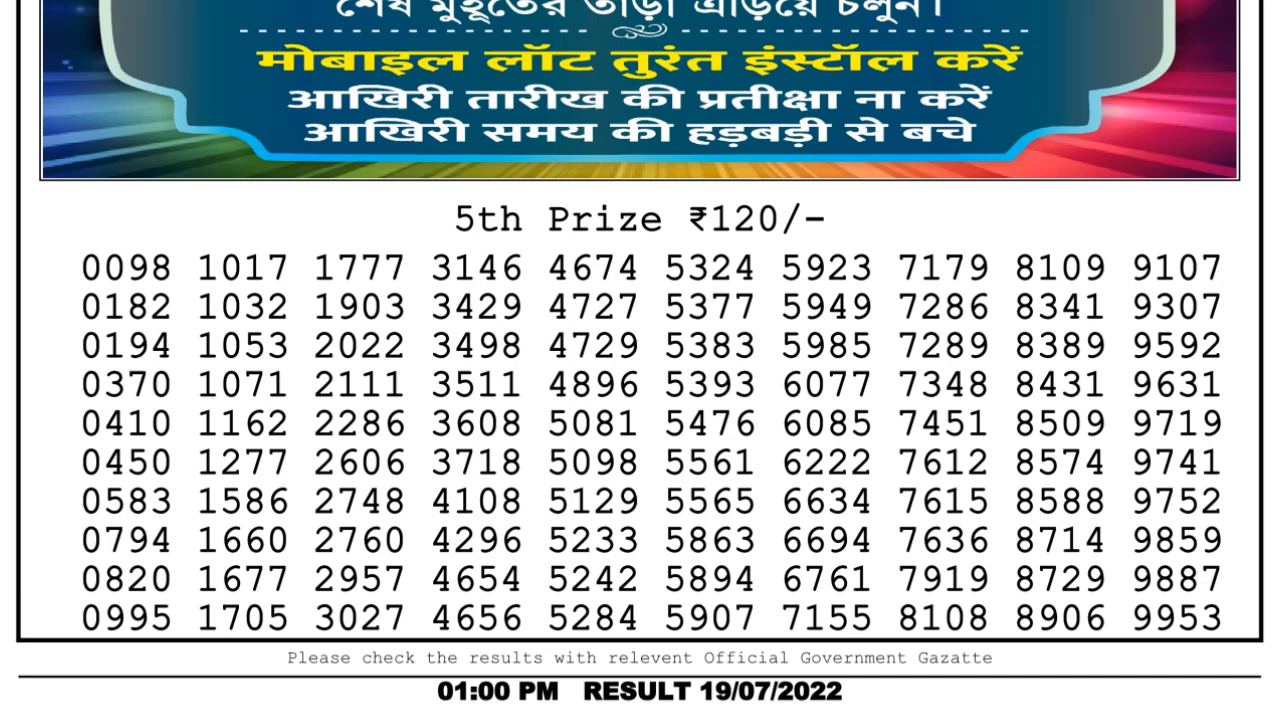 শেষ মুহূর্তের তাড়া এড়িয়ে চলুন।
मोबाइल लॉट तुरंत इंस्टॉल करें
आखिरी तारीख की प्रतीक्षा ना करें
आखिरी समय की हड़बड़ी से बचे
5th Prize ₹120/-
0098 1017 1777 3146 4674 5324 5923 7179 8109 9107
0182 1032 1903 3429 4727 5377 5949 7286 8341 9307
0194 1053 2022 3498 4729 5383 5985 7289 8389 9592
0370 1071 2111 3511 4896 5393 6077 7348 8431 9631
0410 1162 2286 3608 5081 5476 6085 7451 8509 9719
0450 1277 2606 3718 5098 5561 6222 7612 8574 9741
0583 1586 2748 4108 5129 5565 6634 7615 8588 9752
0794 1660 2760 4296 5233 5863 6694 7636 8714 9859
0820 1677 2957 4654 5242 5894 6761 7919 8729 9887
0995 1705 3027 4656 5284 5907 7155 8108 8906 9953
Please check the results with relevent Official Government Gazatte
01:00 PM RESULT 19/07/2022